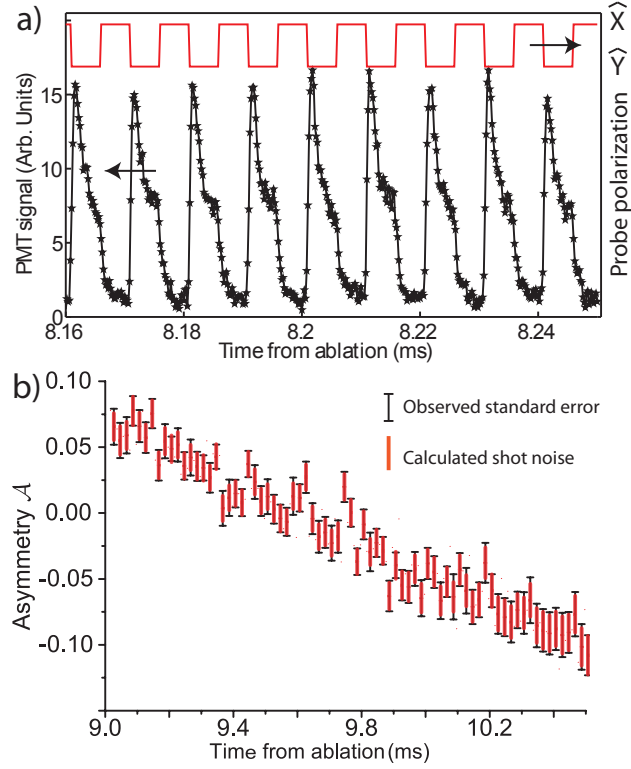 a)
X̂
Ŷ
Probe polarization
PMT signal (Arb. Units)
15
10
5
0
8.16
8.18
8.2
8.22
8.24
Time from ablation (ms)
b)
0.10
0.05
0.00
-0.05
-0.10
Asymmetry 𝒜
Observed standard error
Calculated shot noise
9.0
9.4
9.8
10.2
Time from ablation (ms)